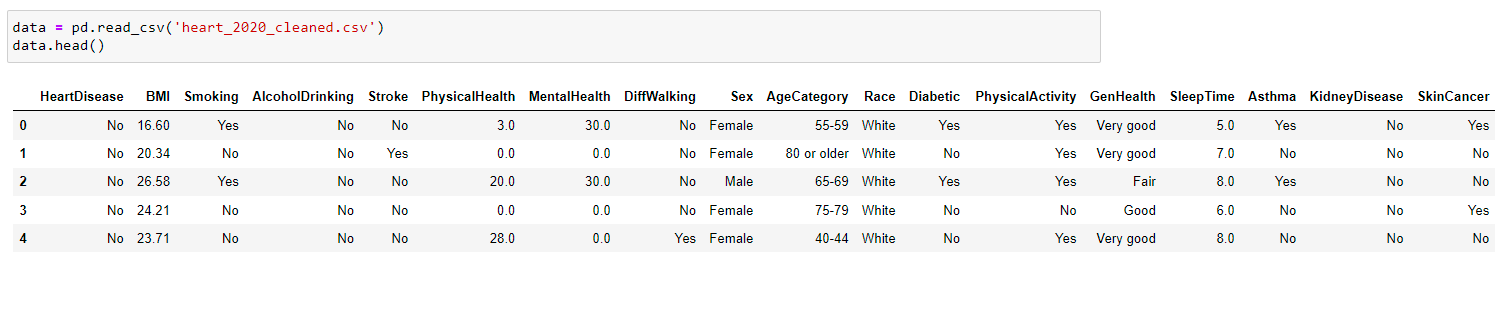 data = pd.read_csv('heart_2020_cleaned.csv')
data.head()
HeartDisease BMI Smoking AlcoholDrinking Stroke PhysicalHealth MentalHealth DiffWalking Sex AgeCategory Race Diabetic PhysicalActivity GenHealth SleepTime Asthma KidneyDisease SkinCancer
0 No 16.60 Yes No No 3.0 30.0 No Female 55-59 White Yes Yes Very good 5.0 Yes No Yes
1 No 20.34 No No Yes 0.0 0.0 No Female 80 or older White No Yes Very good 7.0 No No No
2 No 26.58 Yes No No 20.0 30.0 No Male 65-69 White Yes Yes Fair 8.0 Yes No No
3 No 24.21 No No No 0.0 0.0 No Female 75-79 White No No Good 6.0 No No Yes
4 No 23.71 No No No 28.0 0.0 Yes Female 40-44 White No Yes Very good 8.0 No No No